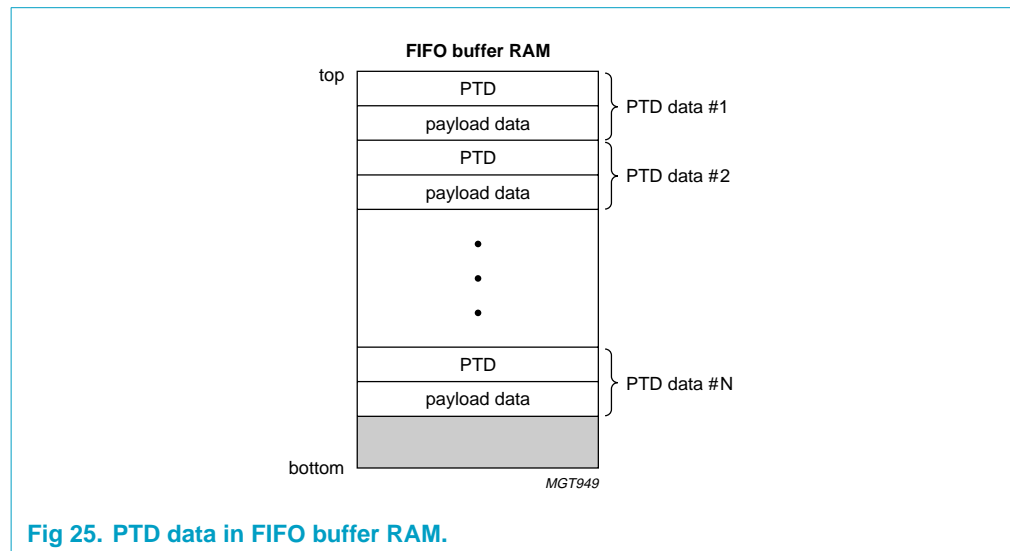 FIFO buffer RAM
top
PTD
payload data
PTD data #1
PTD
payload data
PTD data #2
PTD
payload data
PTD data #N
bottom
MGT949
Fig 25. PTD data in FIFO buffer RAM.